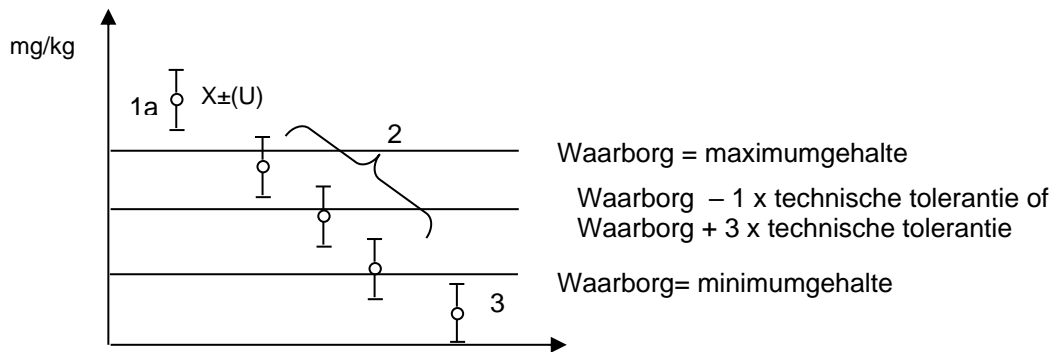 mg/kg
1a
X±(U)
2
Waarborg = maximumgehalte
Waarborg – 1 x technische tolerantie of
Waarborg + 3 x technische tolerantie
Waarborg= minimumgehalte
3